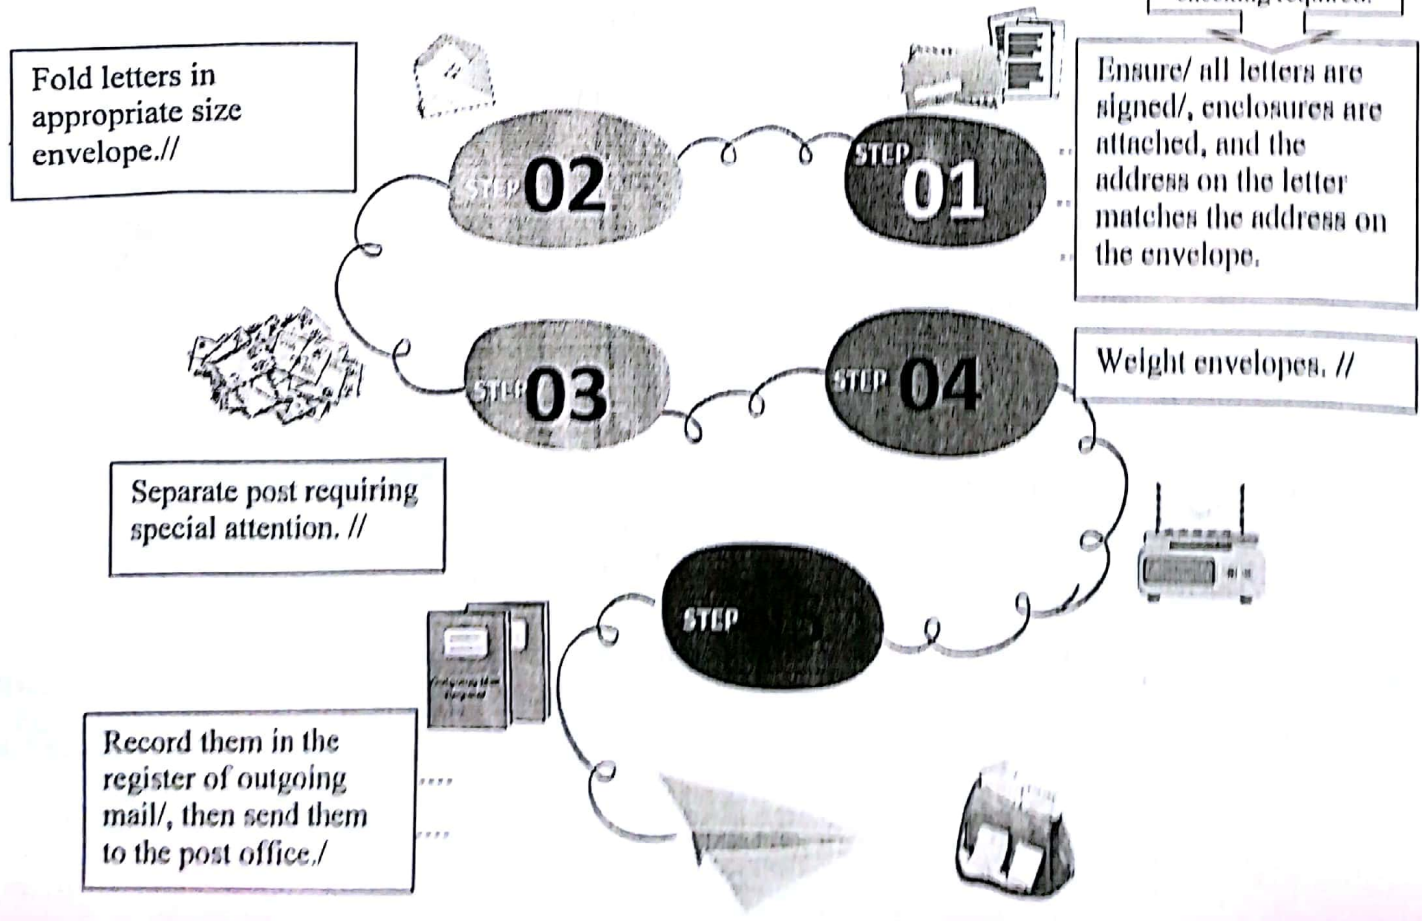 checking required.
Ensure/ all letters are
signed/, enclosures are
attached, and the
address on the letter
matches the address on
the envelope.
STEP 01
Fold letters in
appropriate size
envelope.//
STEP 02
STEP 03
Separate post requiring
special attention. //
STEP 04
Weight envelopes. //
STEP
Record them in the
register of outgoing
mail/, then send them
to the post office./